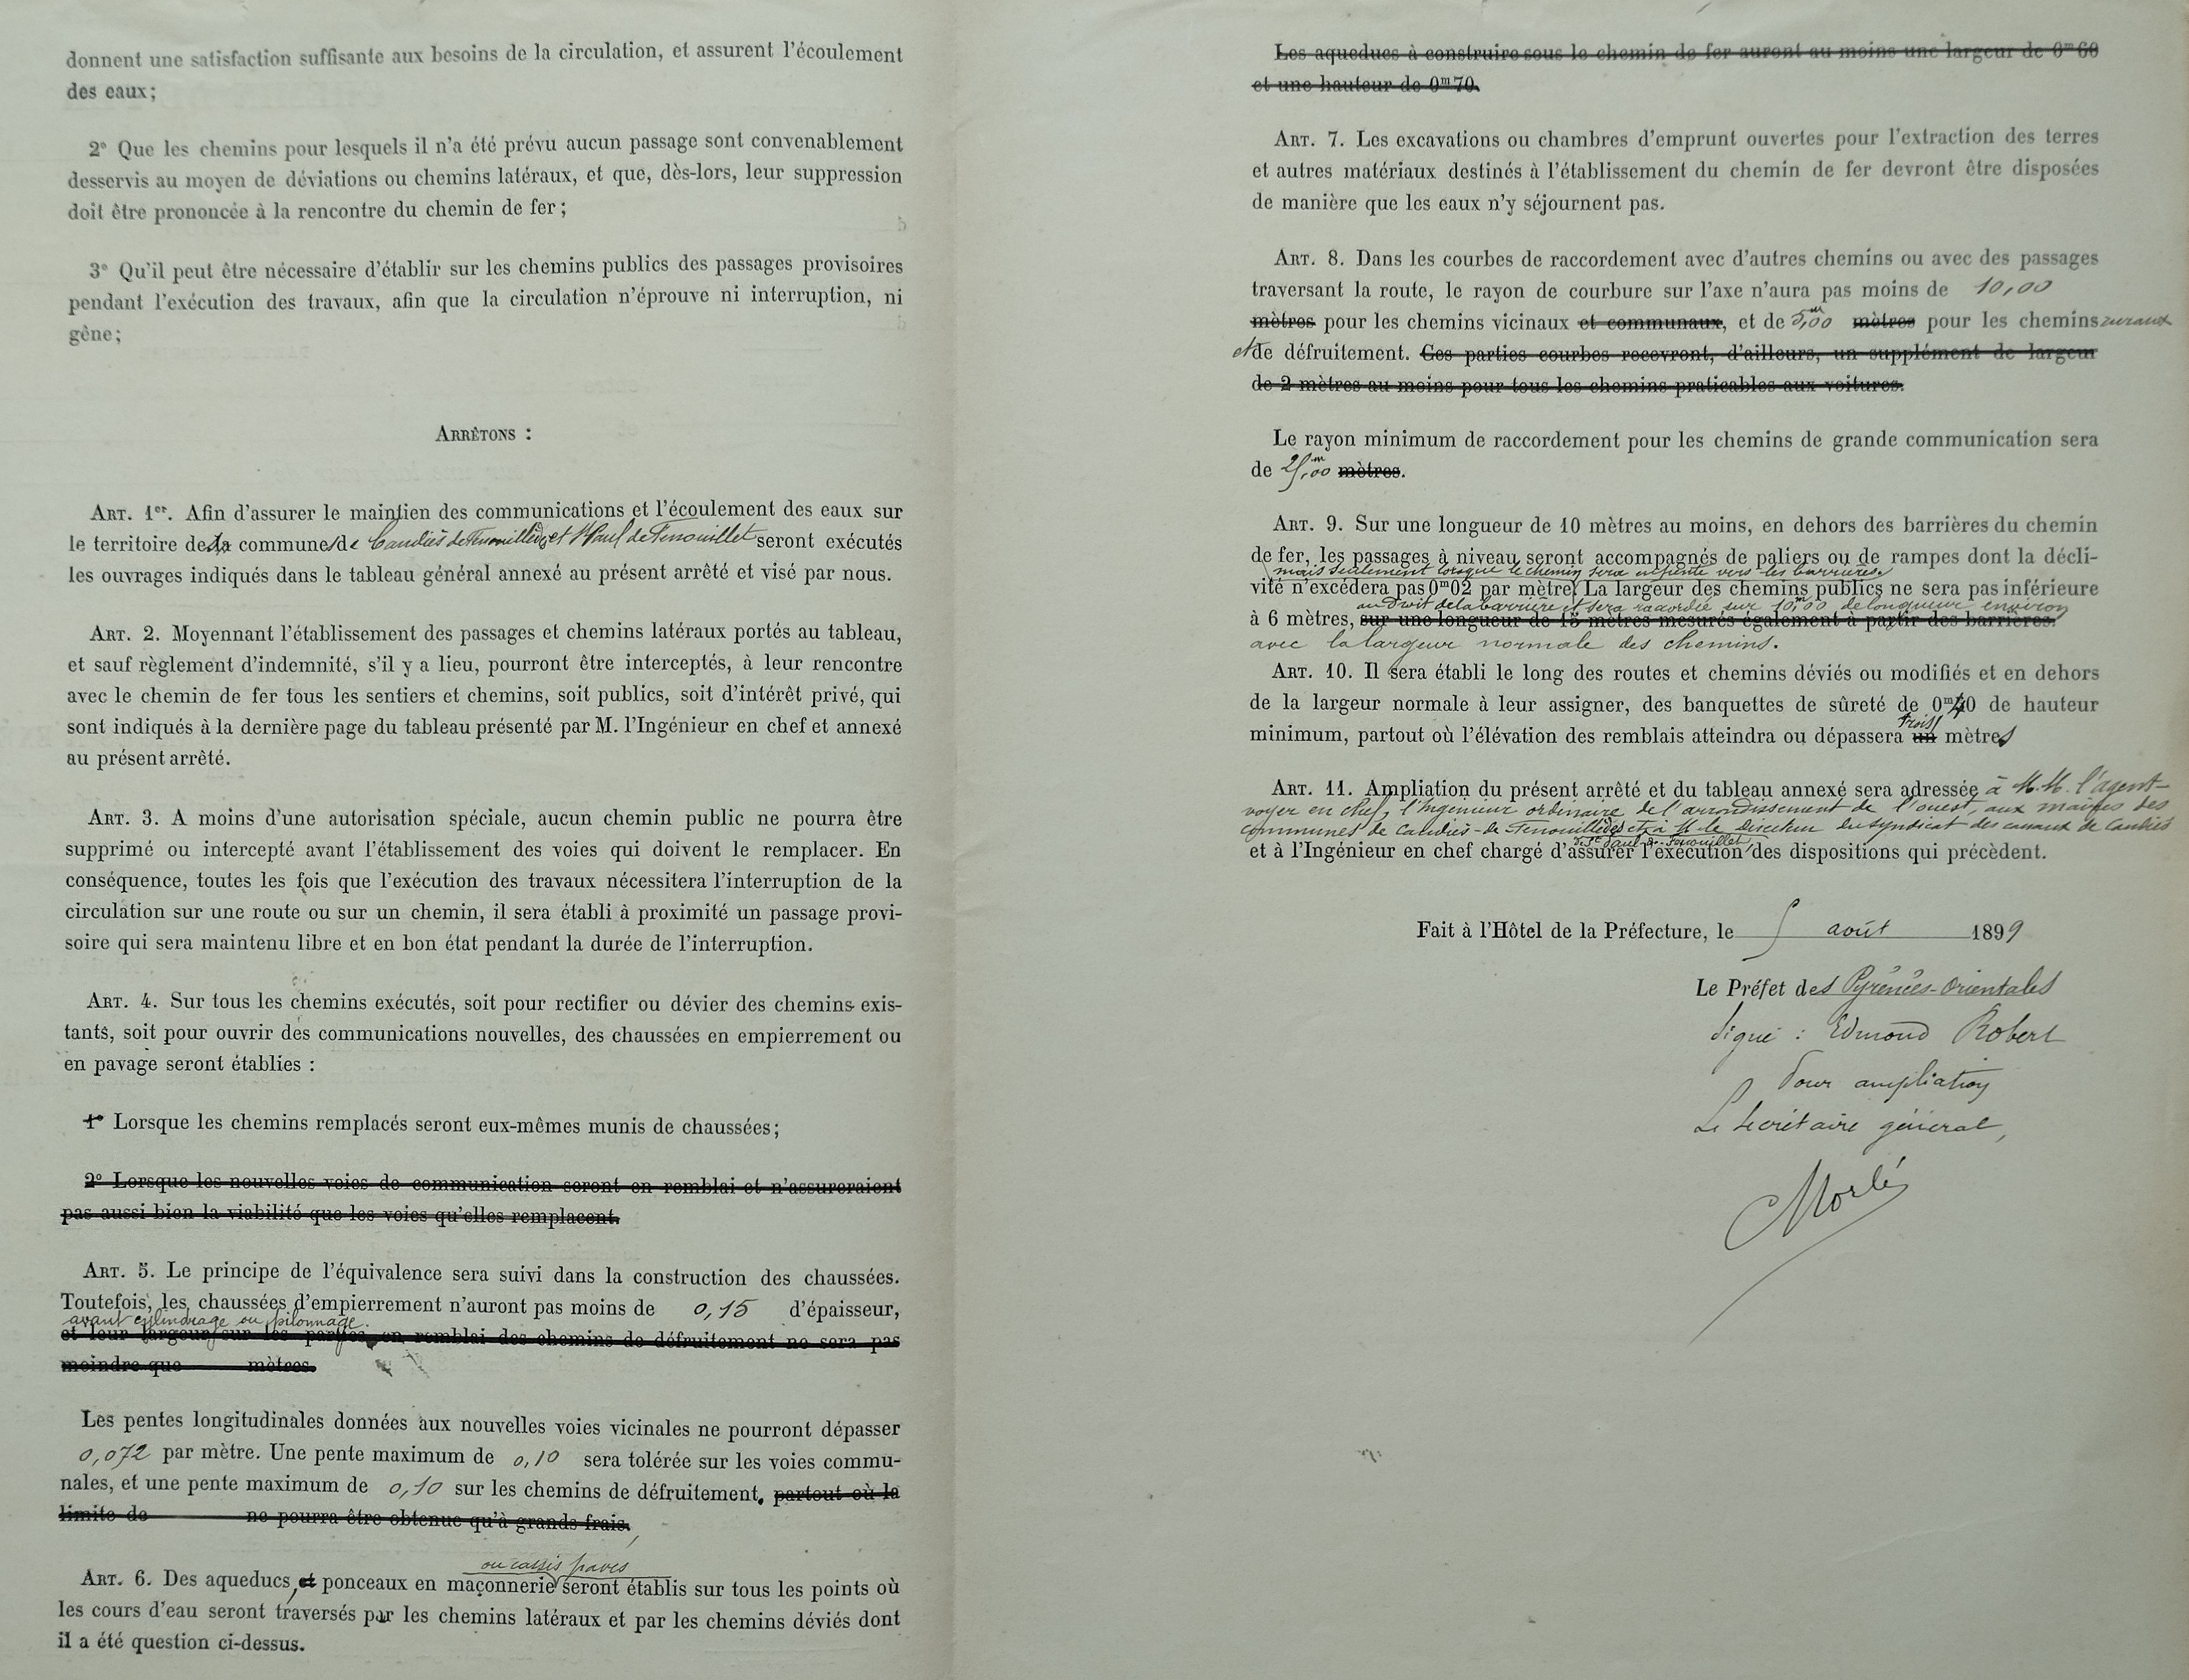 donnent une satisfaction suffisante aux besoins de la circulation, et assurent l'écoulement
des eaux;
2° Que les chemins pour lesquels il n'a été prévu aucun passage sont convenablement
desservis au moyen de déviations ou chemins latéraux, et que, dès-lors, leur suppression
doit être prononcée à la rencontre du chemin de fer;
3° Qu'il peut être nécessaire d'établir sur les chemins publics des passages provisoires
pendant l'exécution des travaux, afin que la circulation n'éprouve ni interruption, ni
gêne;
ARRÊTONS :
ART. 1er. Afin d'assurer le maintien des communications et l'écoulement des eaux sur
le territoire des communes de Caudiès de Fenouillèdes et St Paul de Fenouillet seront exécutés
les ouvrages indiqués dans le tableau général annexé au présent arrêté et visé par nous.
ART. 2. Moyennant l'établissement des passages et chemins latéraux portés au tableau,
et sauf règlement d'indemnité, s'il y a lieu, pourront être interceptés, à leur rencontre
avec le chemin de fer tous les sentiers et chemins, soit publics, soit d'intérêt privé, qui
sont indiqués à la dernière page du tableau présenté par M. l'Ingénieur en chef et annexé
au présent arrêté.
ART. 3. A moins d'une autorisation spéciale, aucun chemin public ne pourra être
supprimé ou intercepté avant l'établissement des voies qui doivent le remplacer. En
conséquence, toutes les fois que l'exécution des travaux nécessitera l'interruption de la
circulation sur une route ou sur un chemin, il sera établi à proximité un passage provi-
soire qui sera maintenu libre et en bon état pendant la durée de l'interruption.
ART. 4. Sur tous les chemins exécutés, soit pour rectifier ou dévier des chemins exis-
tants, soit pour ouvrir des communications nouvelles, des chaussées en empierrement ou
en pavage seront établies :
1° Lorsque les chemins remplacés seront eux-mêmes munis de chaussées;
2° Lorsque les nouvelles voies de communication seront en remblai et n'assureraient
pas aussi bien la viabilité que les voies qu'elles remplacent.
ART. 5. Le principe de l'équivalence sera suivi dans la construction des chaussées.
Toutefois, les chaussées d'empierrement n'auront pas moins de 0,15 d'épaisseur,
avant cylindrage ou pilonnage.
et leur largeur sur les parties en remblai des chemins de défruitement ne sera pas
moindre que mètres.
Les pentes longitudinales données aux nouvelles voies vicinales ne pourront dépasser
0,072 par mètre. Une pente maximum de 0,10 sera tolérée sur les voies commu-
nales, et une pente maximum de 0,10 sur les chemins de défruitement. partout où la
limite de ne pourra être obtenue qu'à grands frais.
ou cassis pavés
ART. 6. Des aqueducs, et ponceaux en maçonnerie seront établis sur tous les points où
les cours d'eau seront traversés par les chemins latéraux et par les chemins déviés dont
il a été question ci-dessus.
Les aqueducs à construire sous le chemin de fer auront au moins une largeur de 0m 60
et une hauteur de 0m 70.
ART. 7. Les excavations ou chambres d'emprunt ouvertes pour l'extraction des terres
et autres matériaux destinés à l'établissement du chemin de fer devront être disposées
de manière que les eaux n'y séjournent pas.
ART. 8. Dans les courbes de raccordement avec d'autres chemins ou avec des passages
traversant la route, le rayon de courbure sur l'axe n'aura pas moins de 10,00
mètres pour les chemins vicinaux et communaux, et de 5,00m mètres pour les chemins ruraux
et de défruitement. Ces parties courbes recevront, d'ailleurs, un supplément de largeur
de 2 mètres au moins pour tous les chemins praticables aux voitures.
Le rayon minimum de raccordement pour les chemins de grande communication sera
de 25,00m mètres.
ART. 9. Sur une longueur de 10 mètres au moins, en dehors des barrières du chemin
de fer, les passages à niveau seront accompagnés de paliers ou de rampes dont la décli-
mais seulement lorsque le chemin sera en pente vers les barrières.
vité n'excédera pas 0m 02 par mètre. La largeur des chemins publics ne sera pas inférieure
au droit de la barrière et sera raccordée sur 10,00m de longueur environ
à 6 mètres, sur une longueur de 15 mètres mesurés également à partir des barrières.
avec la largeur normale des chemins.
ART. 10. Il sera établi le long des routes et chemins déviés ou modifiés et en dehors
de la largeur normale à leur assigner, des banquettes de sûreté de 0m 40 de hauteur
trois
minimum, partout où l'élévation des remblais atteindra ou dépassera un mètres
ART. 11. Ampliation du présent arrêté et du tableau annexé sera adressée à M.M. l'agent-
voyer en chef, l'Ingénieur ordinaire de l'arrondissement de l'ouest, aux maires des
communes de Caudiès-de-Fenouillèdes et à M. le Directeur du syndicat des canaux de Caudiès
et St Paul de Fenouillet
et à l'Ingénieur en chef chargé d'assurer l'exécution des dispositions qui précèdent.
Fait à l'Hôtel de la Préfecture, le 5 août 1899
Le Préfet des Pyrénées-Orientales
Signé : Edmond Robert
Pour ampliation
Le Secrétaire général,
Morlé